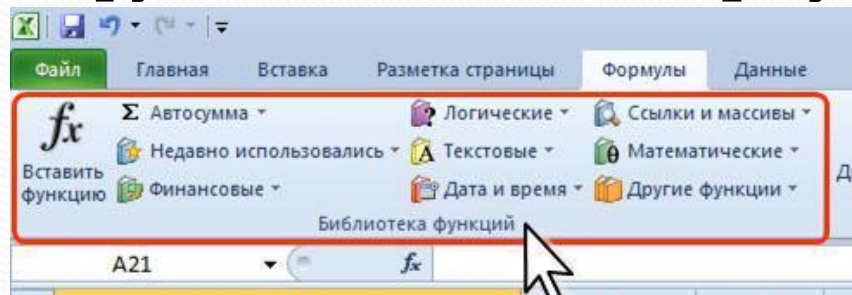 Файл Главная Вставка Разметка страницы Формулы Данные
fx Σ Автосумма Логические Ссылки и массивы
Вставить функцию Недавно использовались Текстовые Математические
Финансовые Дата и время Другие функции
Библиотека функций
A21 fx